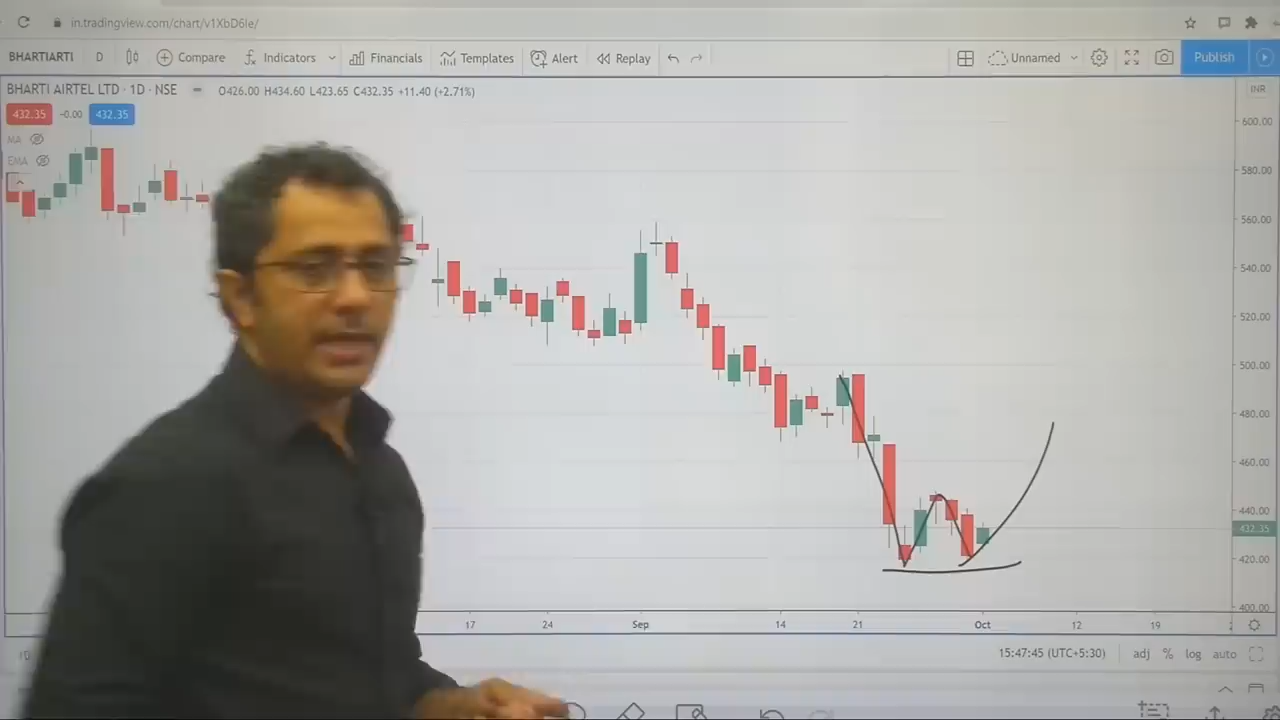 in.tradingview.com/chart/v1XbD6Ie/
BHARTIARTI D Compare Indicators Financials Templates Alert Replay Unnamed Publish
BHARTI AIRTEL LTD · 1D · NSE O426.00 H434.60 L423.65 C432.35 +11.40 (+2.71%) INR
432.35 −0.00 432.35
MA
EMA
600.00
580.00
560.00
540.00
520.00
500.00
480.00
460.00
440.00
432.35
420.00
400.00
17 24 Sep 14 21 Oct 12 19
15:47:45 (UTC+5:30) adj % log auto